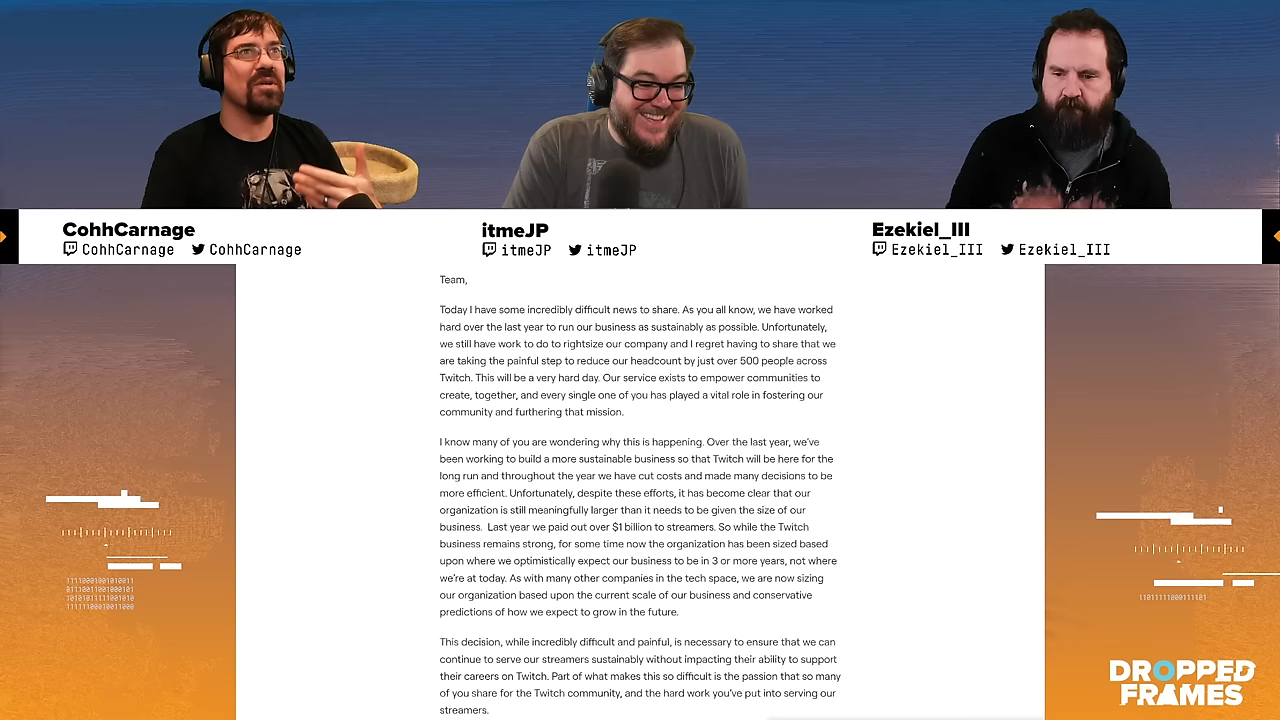 CohhCarnage
CohhCarnage CohhCarnage
itmeJP
itmeJP itmeJP
Ezekiel_III
Ezekiel_III Ezekiel_III
Team,
Today I have some incredibly difficult news to share. As you all know, we have worked
hard over the last year to run our business as sustainably as possible. Unfortunately,
we still have work to do to rightsize our company and I regret having to share that we
are taking the painful step to reduce our headcount by just over 500 people across
Twitch. This will be a very hard day. Our service exists to empower communities to
create, together, and every single one of you has played a vital role in fostering our
community and furthering that mission.
I know many of you are wondering why this is happening. Over the last year, we've
been working to build a more sustainable business so that Twitch will be here for the
long run and throughout the year we have cut costs and made many decisions to be
more efficient. Unfortunately, despite these efforts, it has become clear that our
organization is still meaningfully larger than it needs to be given the size of our
business. Last year we paid out over $1 billion to streamers. So while the Twitch
business remains strong, for some time now the organization has been sized based
upon where we optimistically expect our business to be in 3 or more years, not where
we're at today. As with many other companies in the tech space, we are now sizing
our organization based upon the current scale of our business and conservative
predictions of how we expect to grow in the future.
This decision, while incredibly difficult and painful, is necessary to ensure that we can
continue to serve our streamers sustainably without impacting their ability to support
their careers on Twitch. Part of what makes this so difficult is the passion that so many
of you share for the Twitch community, and the hard work you've put into serving our
streamers.
DROPPED
FRAMES